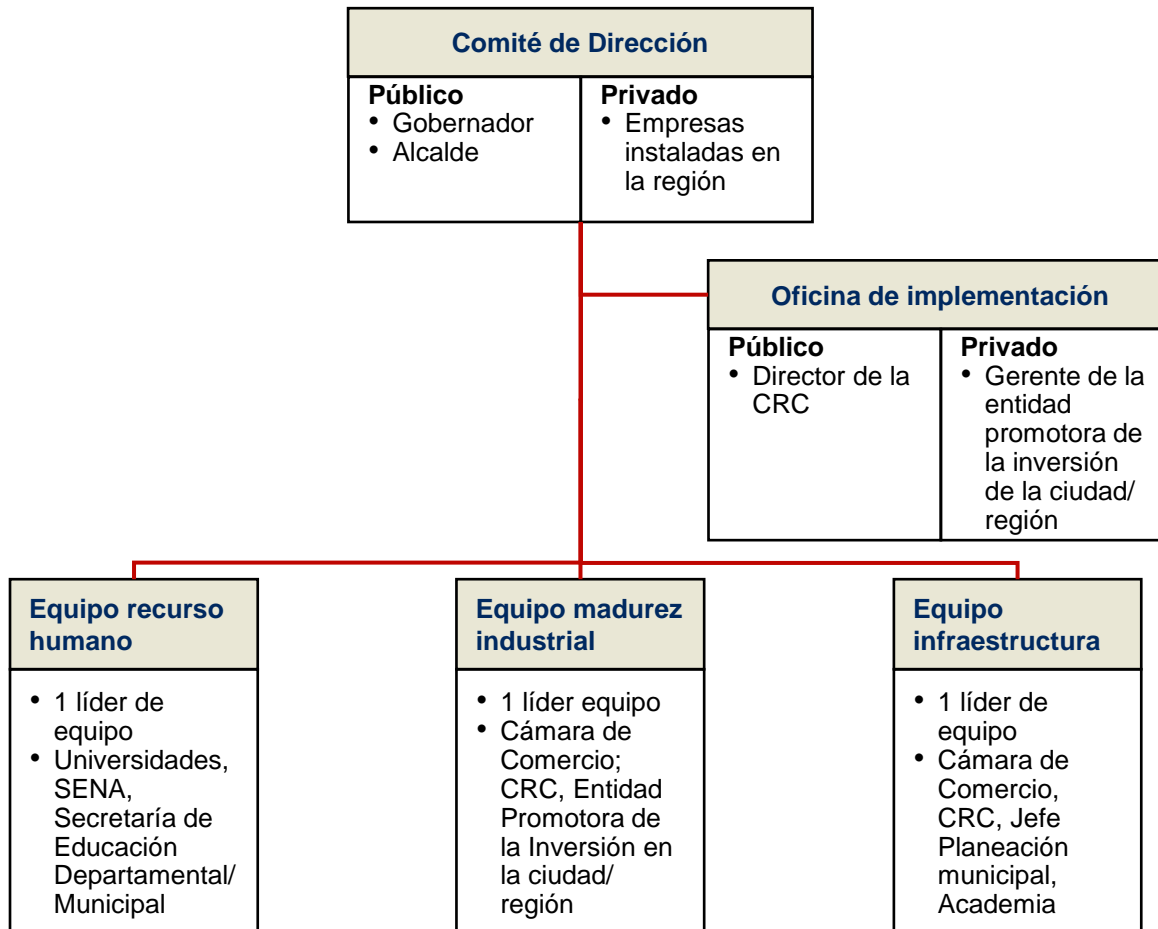 Comité de Dirección
Público
• Gobernador
• Alcalde
Privado
• Empresas
instaladas en
la región
Oficina de implementación
Público
• Director de la
CRC
Privado
• Gerente de la
entidad
promotora de
la inversión
de la ciudad/
región
Equipo recurso
humano
• 1 líder de
equipo
• Universidades,
SENA,
Secretaría de
Educación
Departamental/
Municipal
Equipo madurez
industrial
• 1 líder equipo
• Cámara de
Comercio;
CRC, Entidad
Promotora de
la Inversión en
la ciudad/
región
Equipo
infraestructura
• 1 líder de
equipo
• Cámara de
Comercio,
CRC, Jefe
Planeación
municipal,
Academia